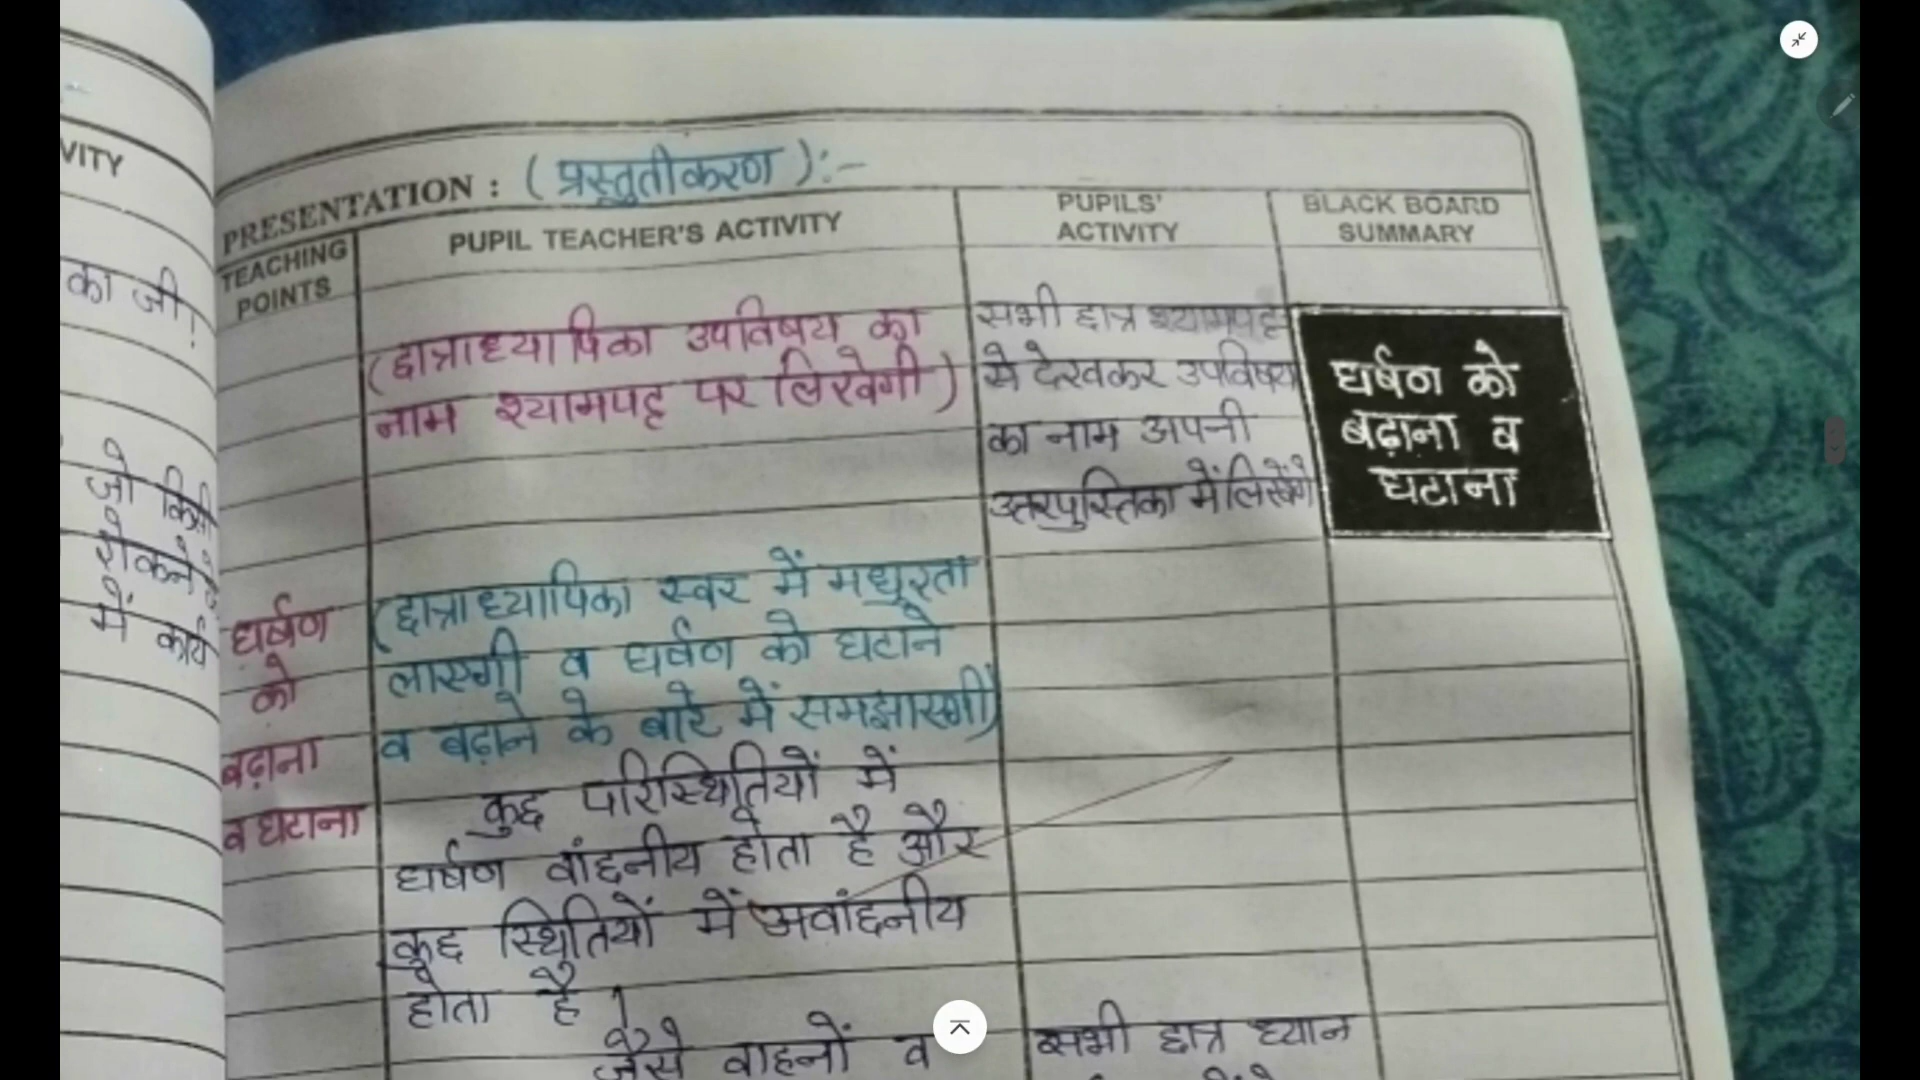 VITY
का जी!
जो किसी
रोकने
में कार्य
PRESENTATION : (प्रस्तुतीकरण):-
TEACHING POINTS
PUPIL TEACHER'S ACTIVITY
PUPILS' ACTIVITY
BLACK BOARD SUMMARY
(छात्राध्यापिका उपविषय का
नाम श्यामपट्ट पर लिखेगी)
सभी छात्र श्यामपट्ट
से देखकर उपविषय
का नाम अपनी
उत्तरपुस्तिका में लिखेंगे
घर्षण को
बढ़ाना व
घटाना
घर्षण
को
बढ़ाना
व घटाना
(छात्राध्यापिका स्वर में मधुरता
लाएगी व घर्षण को घटाने
व बढ़ाने के बारे में समझाएगी)
कुछ परिस्थितियों में
घर्षण वांछनीय होता है और
कुछ स्थितियों में अवांछनीय
होता है।
जैसे वाहनों व
सभी छात्र ध्यान